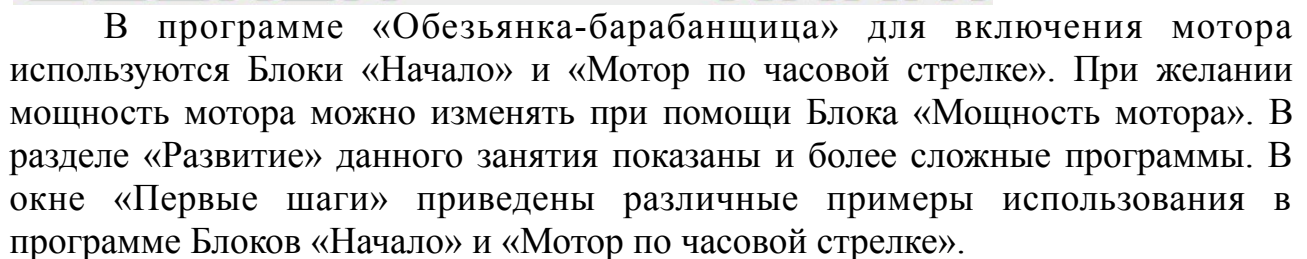 В программе «Обезьянка-барабанщица» для включения мотора
используются Блоки «Начало» и «Мотор по часовой стрелке». При желании
мощность мотора можно изменять при помощи Блока «Мощность мотора». В
разделе «Развитие» данного занятия показаны и более сложные программы. В
окне «Первые шаги» приведены различные примеры использования в
программе Блоков «Начало» и «Мотор по часовой стрелке».